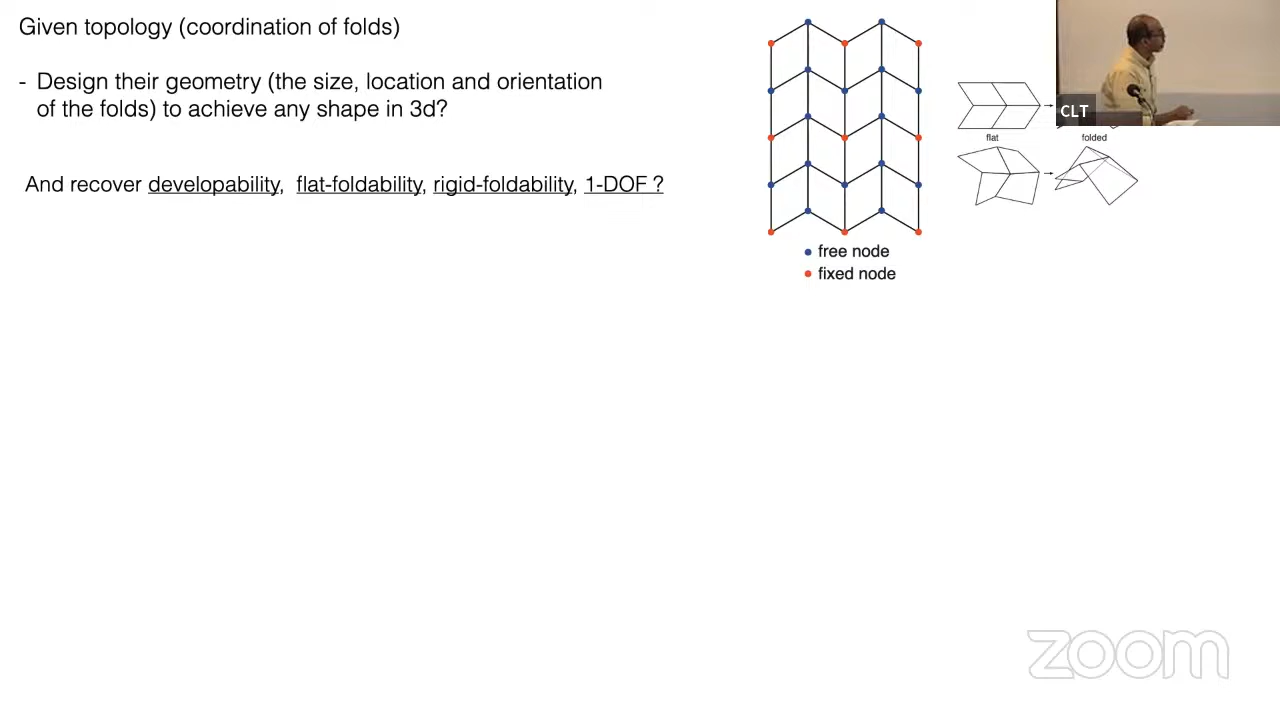 Given topology (coordination of folds)
- Design their geometry (the size, location and orientation
of the folds) to achieve any shape in 3d?
And recover developability, flat-foldability, rigid-foldability, 1-DOF ?
free node
fixed node
CLT
flat
folded
zoom